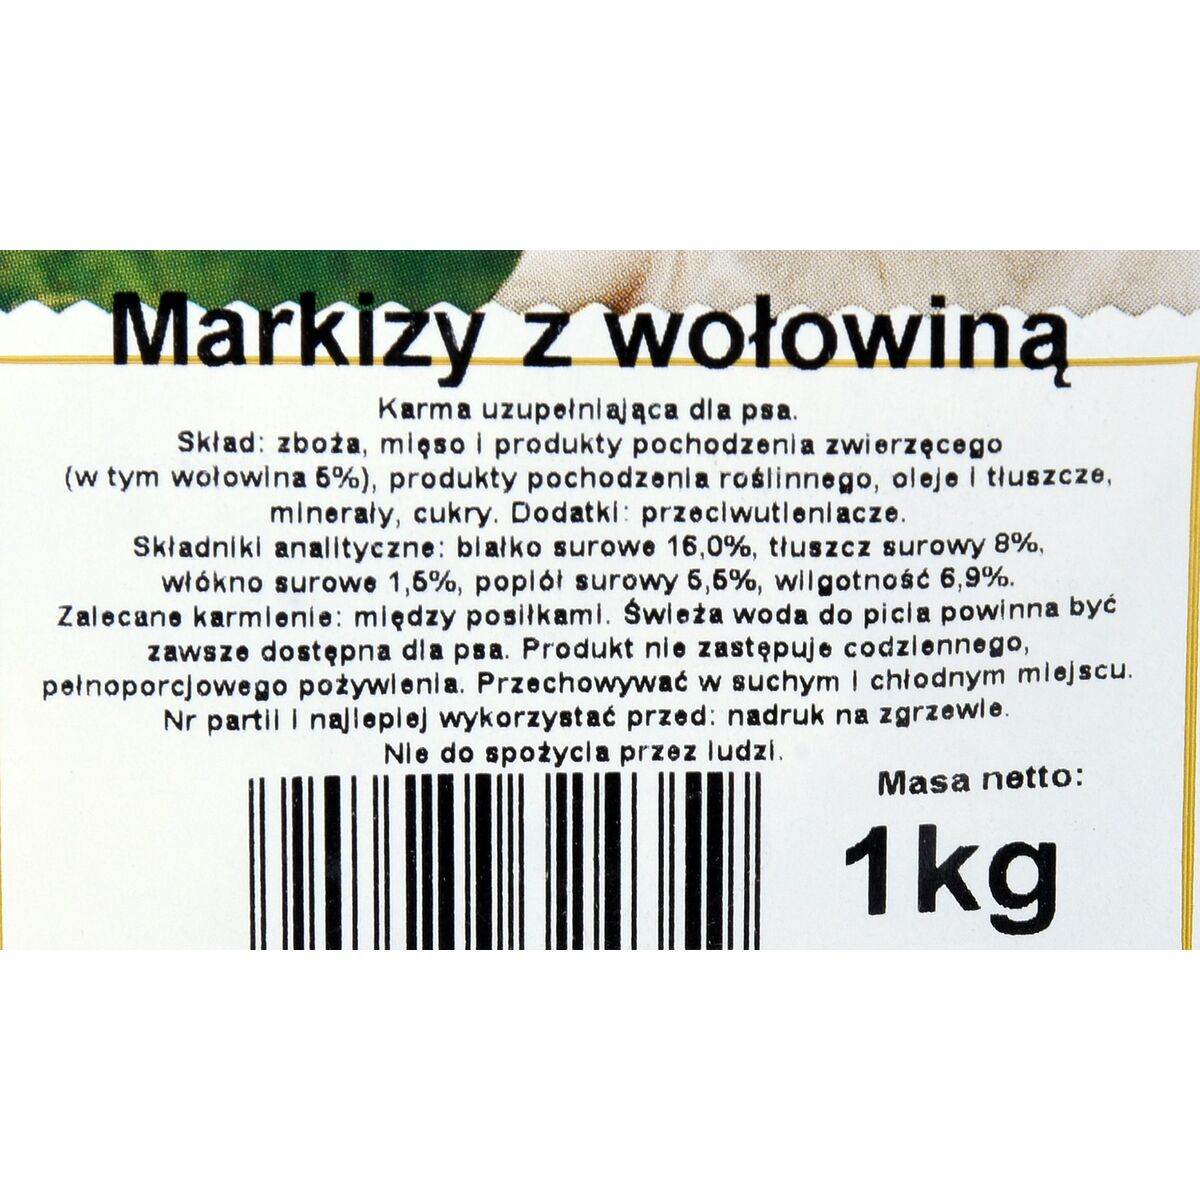 Markizy z wołowiną
Karma uzupełniająca dla psa.
Skład: zboża, mięso i produkty pochodzenia zwierzęcego
(w tym wołowina 5%), produkty pochodzenia roślinnego, oleje i tłuszcze,
minerały, cukry. Dodatki: przeciwutleniacze.
Składniki analityczne: białko surowe 16,0%, tłuszcz surowy 8%,
włókno surowe 1,5%, popiół surowy 5,5%, wilgotność 6,9%.
Zalecane karmienie: między posiłkami. Świeża woda do picia powinna być
zawsze dostępna dla psa. Produkt nie zastępuje codziennego,
pełnoporcjowego pożywienia. Przechowywać w suchym i chłodnym miejscu.
Nr partii i najlepiej wykorzystać przed: nadruk na zgrzewie.
Nie do spożycia przez ludzi.
Masa netto:
1kg